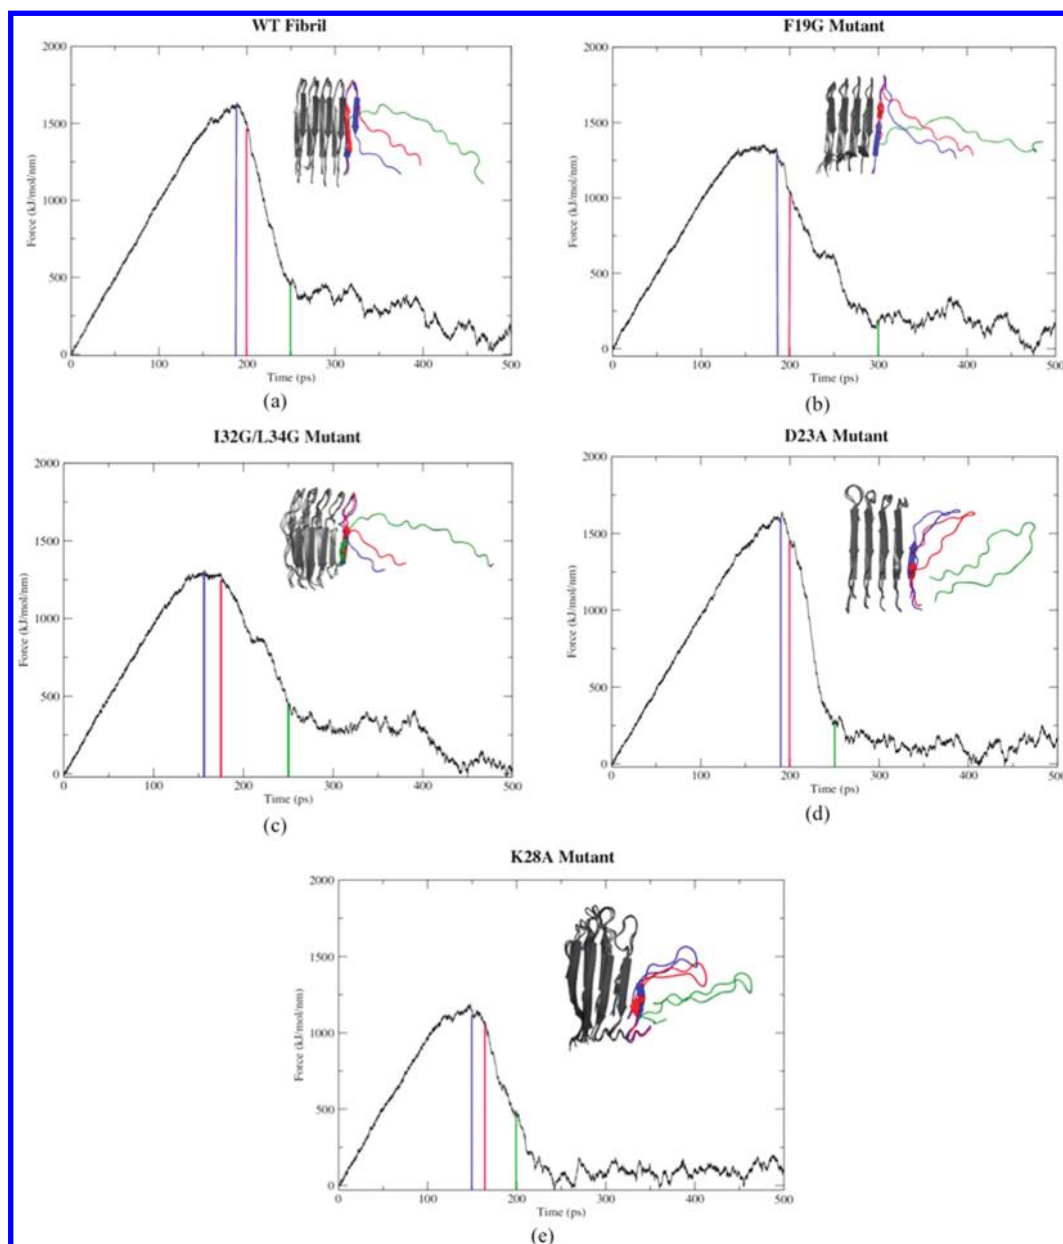 WT Fibril
2000
1500
1000
500
0
Force (kJ/mol/nm)
0 100 200 300 400 500
Time (ps)
(a)
F19G Mutant
2000
1500
1000
500
0
Force (kJ/mol/nm)
0 100 200 300 400 500
Time (ps)
(b)
I32G/L34G Mutant
2000
1500
1000
500
0
Force (kJ/mol/nm)
0 100 200 300 400 500
Time (ps)
(c)
D23A Mutant
2000
1500
1000
500
0
Force (kJ/mol/nm)
0 100 200 300 400 500
Time (ps)
(d)
K28A Mutant
2000
1500
1000
500
0
Force (kJ/mol/nm)
0 100 200 300 400 500
Time (ps)
(e)